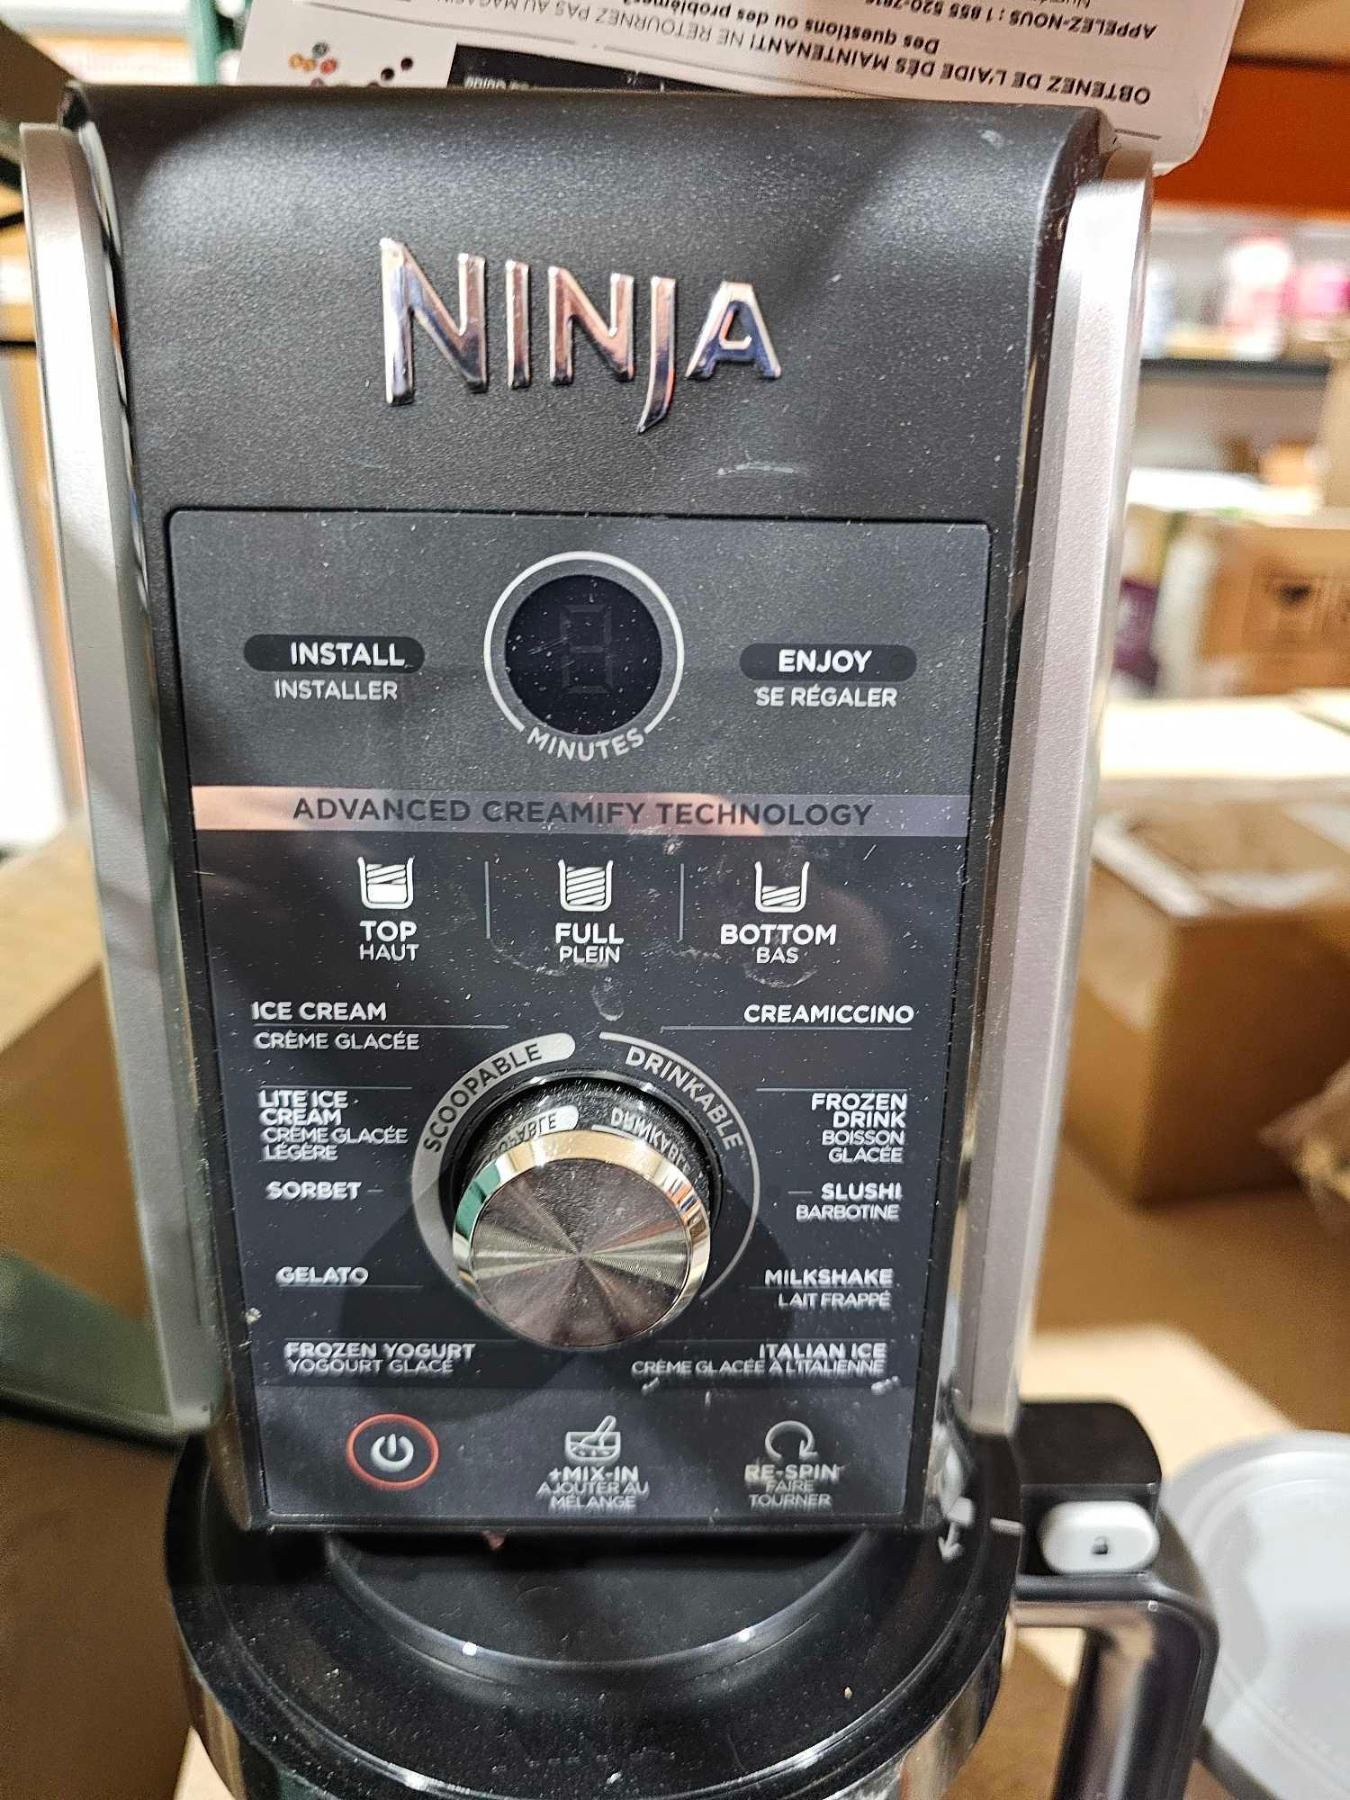 APPELEZ-NOUS : 1 855 520-7816
Des questions ou des problèmes?
OBTENEZ DE L'AIDE DÈS MAINTENANT! NE RETOURNEZ PAS AU MAGASIN
NINJA
INSTALL
INSTALLER
8
MINUTES
ENJOY
SE RÉGALER
ADVANCED CREAMIFY TECHNOLOGY
TOP
HAUT
FULL
PLEIN
BOTTOM
BAS
ICE CREAM
CRÈME GLACÉE
LITE ICE
CREAM
CRÈME GLACÉE
LÉGÈRE
SORBET
GELATO
FROZEN YOGURT
YOGOURT GLACÉ
SCOOPABLE
DRINKABLE
CREAMICCINO
FROZEN
DRINK
BOISSON
GLACÉE
SLUSHI
BARBOTINE
MILKSHAKE
LAIT FRAPPÉ
ITALIAN ICE
CRÈME GLACÉE À L'ITALIENNE
+MIX-IN
AJOUTER AU
MÉLANGE
RE-SPIN
FAIRE
TOURNER